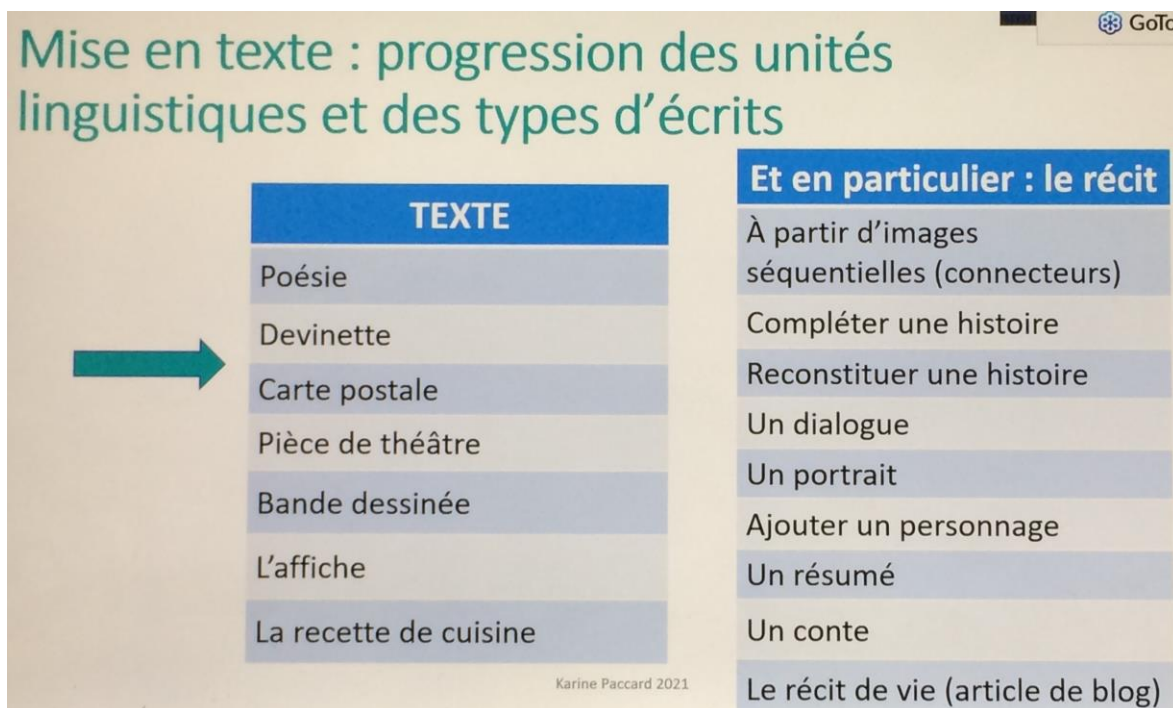 GoTo
Mise en texte : progression des unités
linguistiques et des types d'écrits
TEXTE
Poésie
Devinette
Carte postale
Pièce de théâtre
Bande dessinée
L'affiche
La recette de cuisine
Karine Paccard 2021
Et en particulier : le récit
À partir d'images
séquentielles (connecteurs)
Compléter une histoire
Reconstituer une histoire
Un dialogue
Un portrait
Ajouter un personnage
Un résumé
Un conte
Le récit de vie (article de blog)